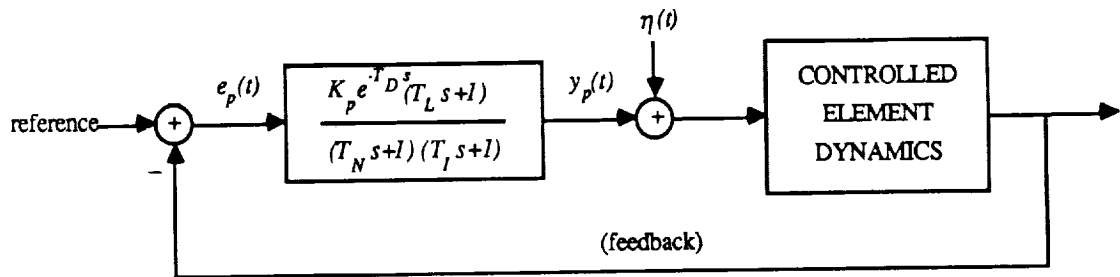 η(t)
e_p(t)
K_p e^{-T_D s}(T_L s+1)
(T_N s+1) (T_I s+1)
y_p(t)
CONTROLLED
ELEMENT
DYNAMICS
reference
+
+
−
(feedback)